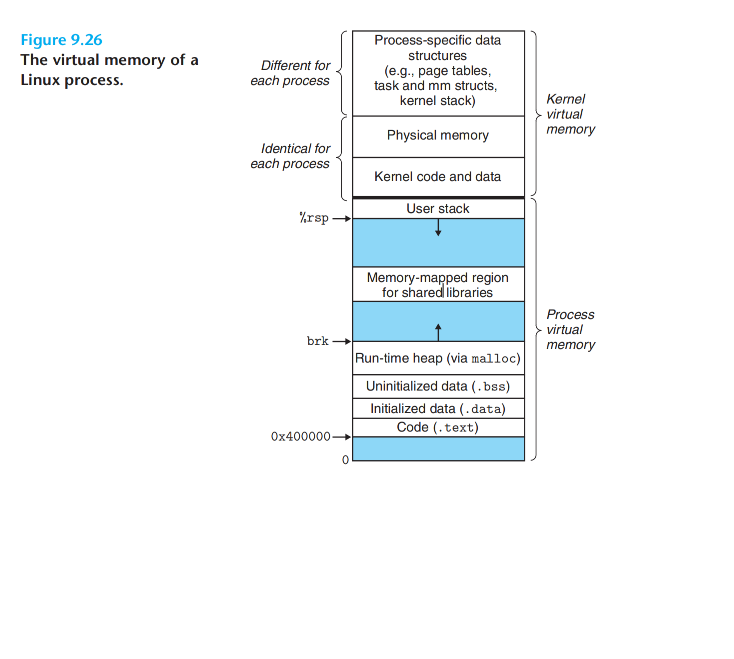 Figure 9.26
The virtual memory of a
Linux process.
Different for
each process
Identical for
each process
%rsp
brk
0x400000
0
Process-specific data
structures
(e.g., page tables,
task and mm structs,
kernel stack)
Physical memory
Kernel code and data
User stack
Memory-mapped region
for shared libraries
Run-time heap (via malloc)
Uninitialized data (.bss)
Initialized data (.data)
Code (.text)
Kernel
virtual
memory
Process
virtual
memory